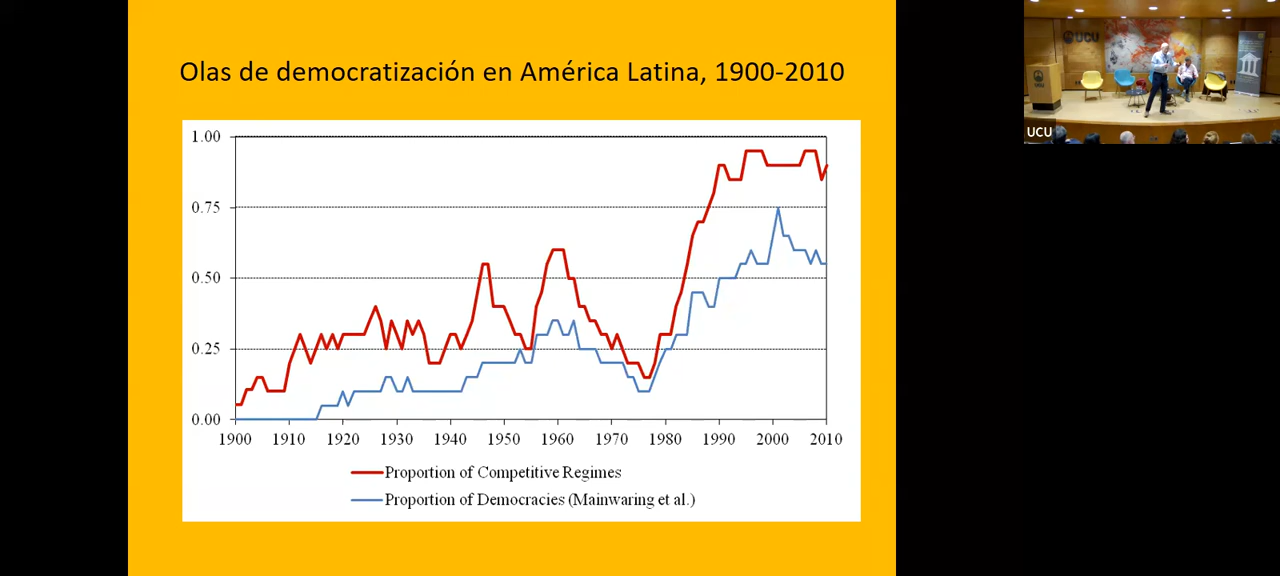 Olas de democratización en América Latina, 1900-2010
1.00
0.75
0.50
0.25
0.00
1900 1910 1920 1930 1940 1950 1960 1970 1980 1990 2000 2010
Proportion of Competitive Regimes
Proportion of Democracies (Mainwaring et al.)
UCU
UCU